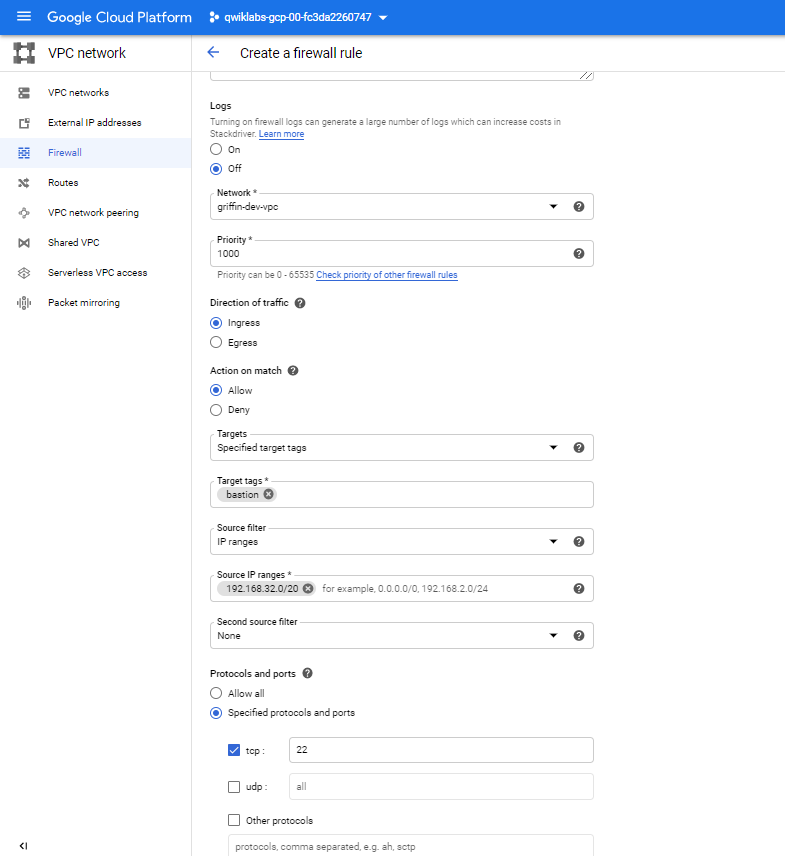 Google Cloud Platform
qwiklabs-gcp-00-fc3da2260747
VPC network
Create a firewall rule
VPC networks
External IP addresses
Firewall
Routes
VPC network peering
Shared VPC
Serverless VPC access
Packet mirroring
Logs
Turning on firewall logs can generate a large number of logs which can increase costs in
Stackdriver. Learn more
On
Off
Network *
griffin-dev-vpc
Priority *
1000
Priority can be 0 - 65535 Check priority of other firewall rules
Direction of traffic
Ingress
Egress
Action on match
Allow
Deny
Targets
Specified target tags
Target tags *
bastion
Source filter
IP ranges
Source IP ranges *
192.168.32.0/20 for example, 0.0.0.0/0, 192.168.2.0/24
Second source filter
None
Protocols and ports
Allow all
Specified protocols and ports
tcp : 22
udp : all
Other protocols
protocols, comma separated, e.g. ah, sctp